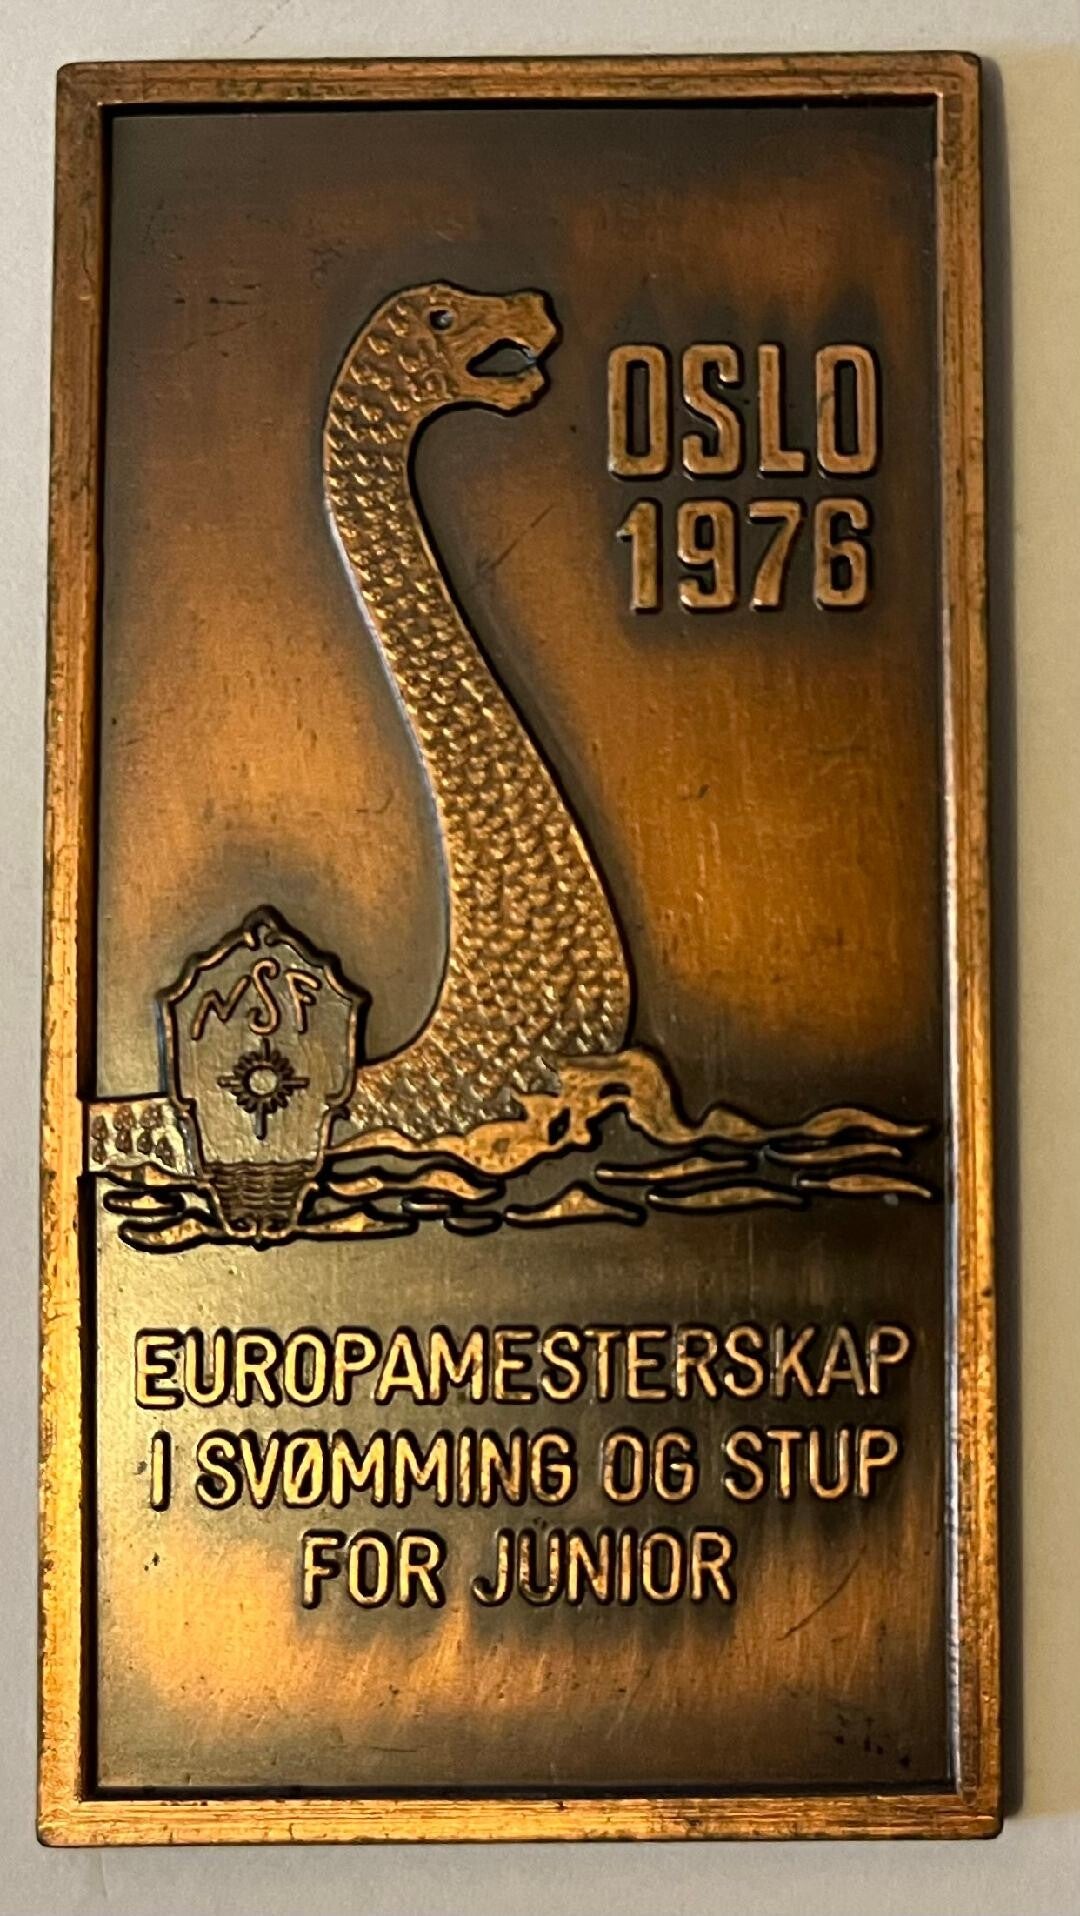 OSLO
1976
NSF
EUROPAMESTERSKAP
I SVØMMING OG STUP
FOR JUNIOR